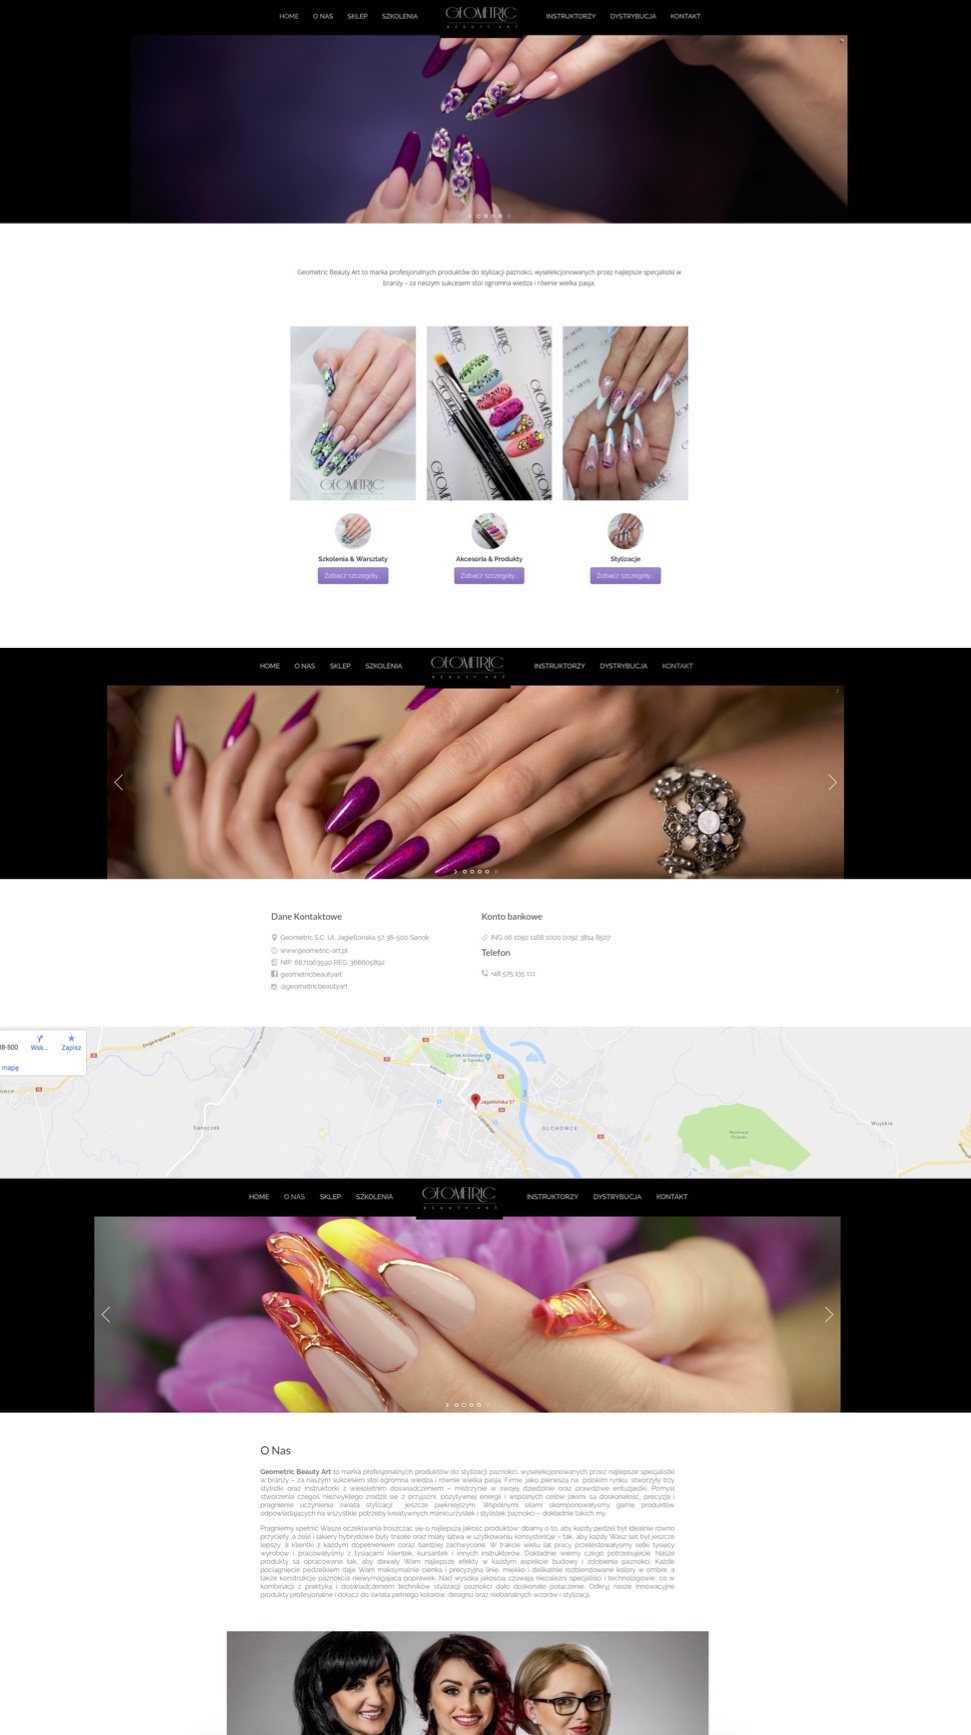 HOME O NAS SKLEP SZKOLENIA GEOMETRIC INSTRUKTORZY DYSTRYBUCJA KONTAKT
BEAUTY ART
Geometric Beauty Art to marka profesjonalnych produktów do stylizacji paznokci, wyselekcjonowanych przez najlepsze specjalistki w
branży – za naszym sukcesem stoi ogromna wiedza i równie wielka pasja.
GEOMETRIC
Szkolenia & Warsztaty Akcesoria & Produkty Stylizacje
Zobacz szczegóły... Zobacz szczegóły... Zobacz szczegóły...
HOME O NAS SKLEP SZKOLENIA GEOMETRIC INSTRUKTORZY DYSTRYBUCJA KONTAKT
BEAUTY ART
Dane Kontaktowe
Geometric S.C. Ul. Jagiellońska 57 38-500 Sanok
www.geometric-art.pl
NIP: 6871963590 REG: 366605892
geometricbeautyart
@geometricbeautyart
Konto bankowe
ING 06 1050 1168 1000 0092 3814 8507
Telefon
+48 575 135 111
38-500 Wsk... Zapisz
mapę
Droga Krajowa 28
Zamek Królewski
w Sanoku
Jagiellońska 57
Sanoczek
OLCHOWCE
Wujskie
HOME O NAS SKLEP SZKOLENIA GEOMETRIC INSTRUKTORZY DYSTRYBUCJA KONTAKT
BEAUTY ART
O Nas
Geometric Beauty Art to marka profesjonalnych produktów do stylizacji paznokci, wyselekcjonowanych przez najlepsze specjalistki
w branży – za naszym sukcesem stoi ogromna wiedza i równie wielka pasja. Firmę, jako pierwszą na polskim rynku, stworzyły trzy
stylistki oraz instruktorki z wieloletnim doświadczeniem – mistrzynie w swojej dziedzinie oraz prawdziwe entuzjastki. Pomysł
stworzenia czegoś niezwykłego zrodził się z przyjaźni, pozytywnej energii i wspólnych celów jakimi są doskonałość, precyzja i
pragnienie uczynienia świata stylizacji jeszcze piękniejszym. Wspólnymi siłami skomponowałyśmy gamę produktów
odpowiadających na wszystkie potrzeby kreatywnych manicurzystek i stylistek paznokci – dokładnie takich my.
Pragniemy spełnić Wasze oczekiwania troszcząc się o najlepszą jakość produktów: dbamy o to, aby każdy pędzel był idealnie równo
przycięty, a żele i lakiery hybrydowe były trwałe oraz miały łatwą w użytkowaniu konsystencję – tak, aby każdy Wasz set był jeszcze
lepszy, a klientki z każdym dopełnieniem coraz bardziej zachwycone. W trakcie wielu lat pracy przetestowałyśmy setki tysięcy
wyrobów i pracowałyśmy z tysiącami klientek, kursantek i innych instruktorów. Dokładnie wiemy czego potrzebujecie. Nasze
produkty są opracowane tak, aby dawały Wam najlepsze efekty w każdym aspekcie budowy i zdobienia paznokci. Każde
pociągnięcie pędzelkiem daje Wam maksymalnie cienką i precyzyjną linię, miękko i delikatnie rozblendowane kolory w ombre, a
także konstrukcje paznokcia niewymagającą poprawek. Nad wysoką jakością czuwają niezależni specjaliści i technologowie, co w
kombinacji z praktyką i doświadczeniem techników stylizacji paznokci dało doskonałe połączenie. Odkryj nasze innowacyjne
produkty profesjonalne i dołącz do świata pełnego kolorów, designu oraz niebanalnych wzorów i stylizacji.